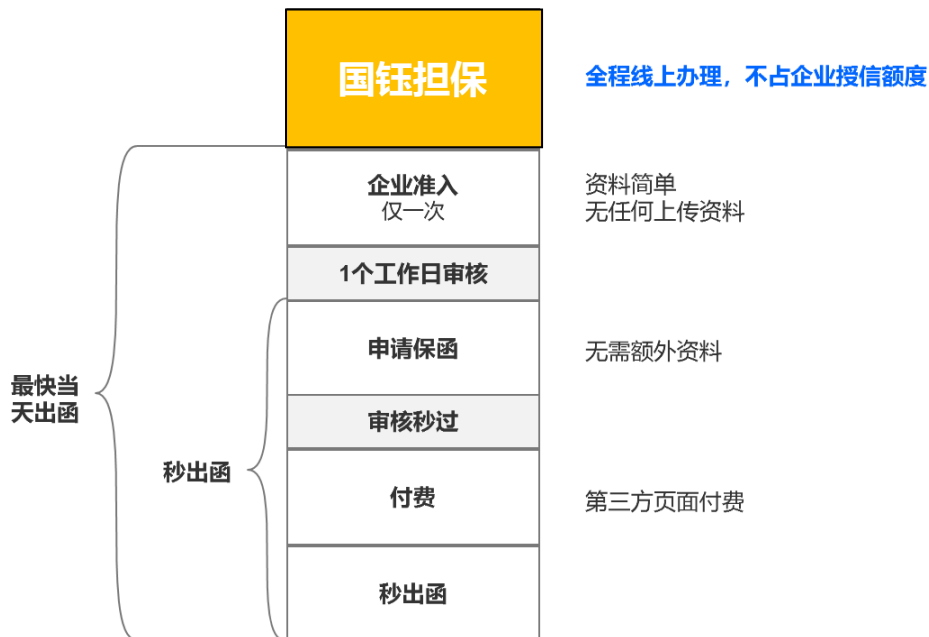 国钰担保
全程线上办理，不占企业授信额度
企业准入
仅一次
资料简单
无任何上传资料
1个工作日审核
申请保函
无需额外资料
最快当
天出函
审核秒过
秒出函
付费
第三方页面付费
秒出函